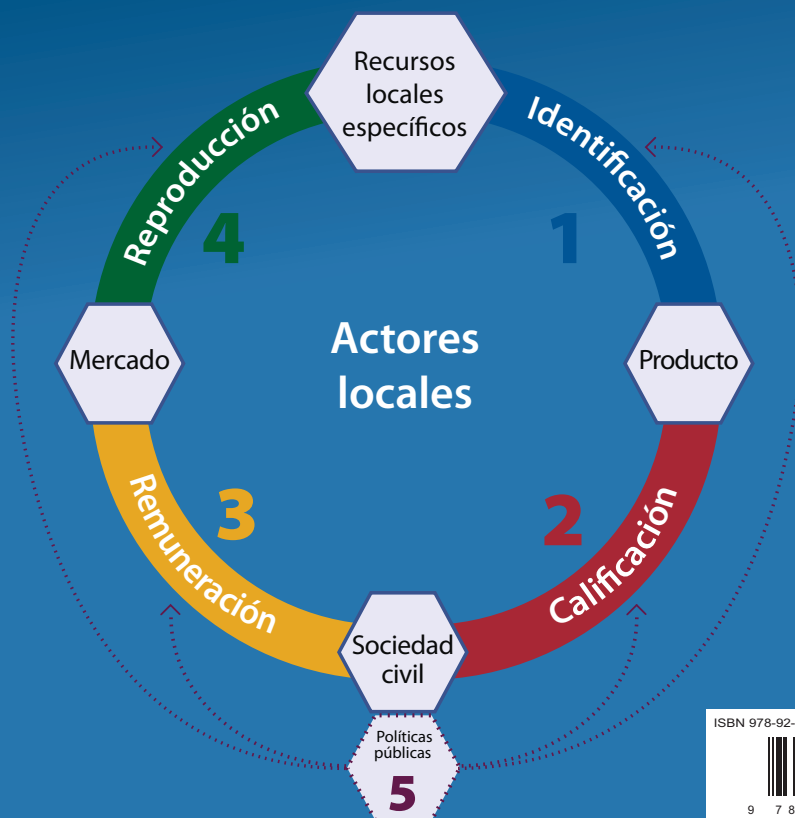 Recursos
locales
específicos
Identificación
1
Reproducción
4
Actores
locales
Mercado
Producto
3
Remuneración
2
Calificación
Sociedad
civil
Políticas
públicas
5
ISBN 978-92-
9 7 8